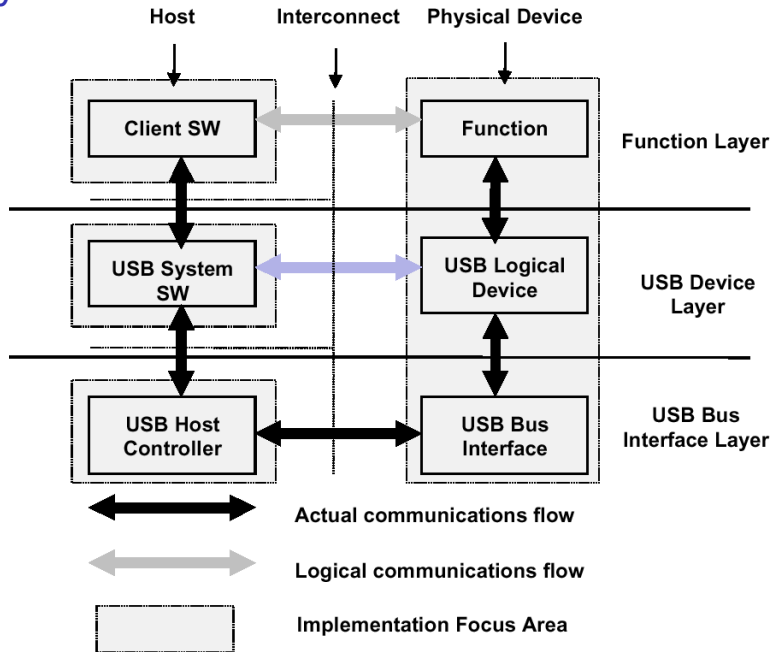 Host Interconnect Physical Device
Client SW
Function
Function Layer
USB System
SW
USB Logical
Device
USB Device
Layer
USB Host
Controller
USB Bus
Interface
USB Bus
Interface Layer
Actual communications flow
Logical communications flow
Implementation Focus Area